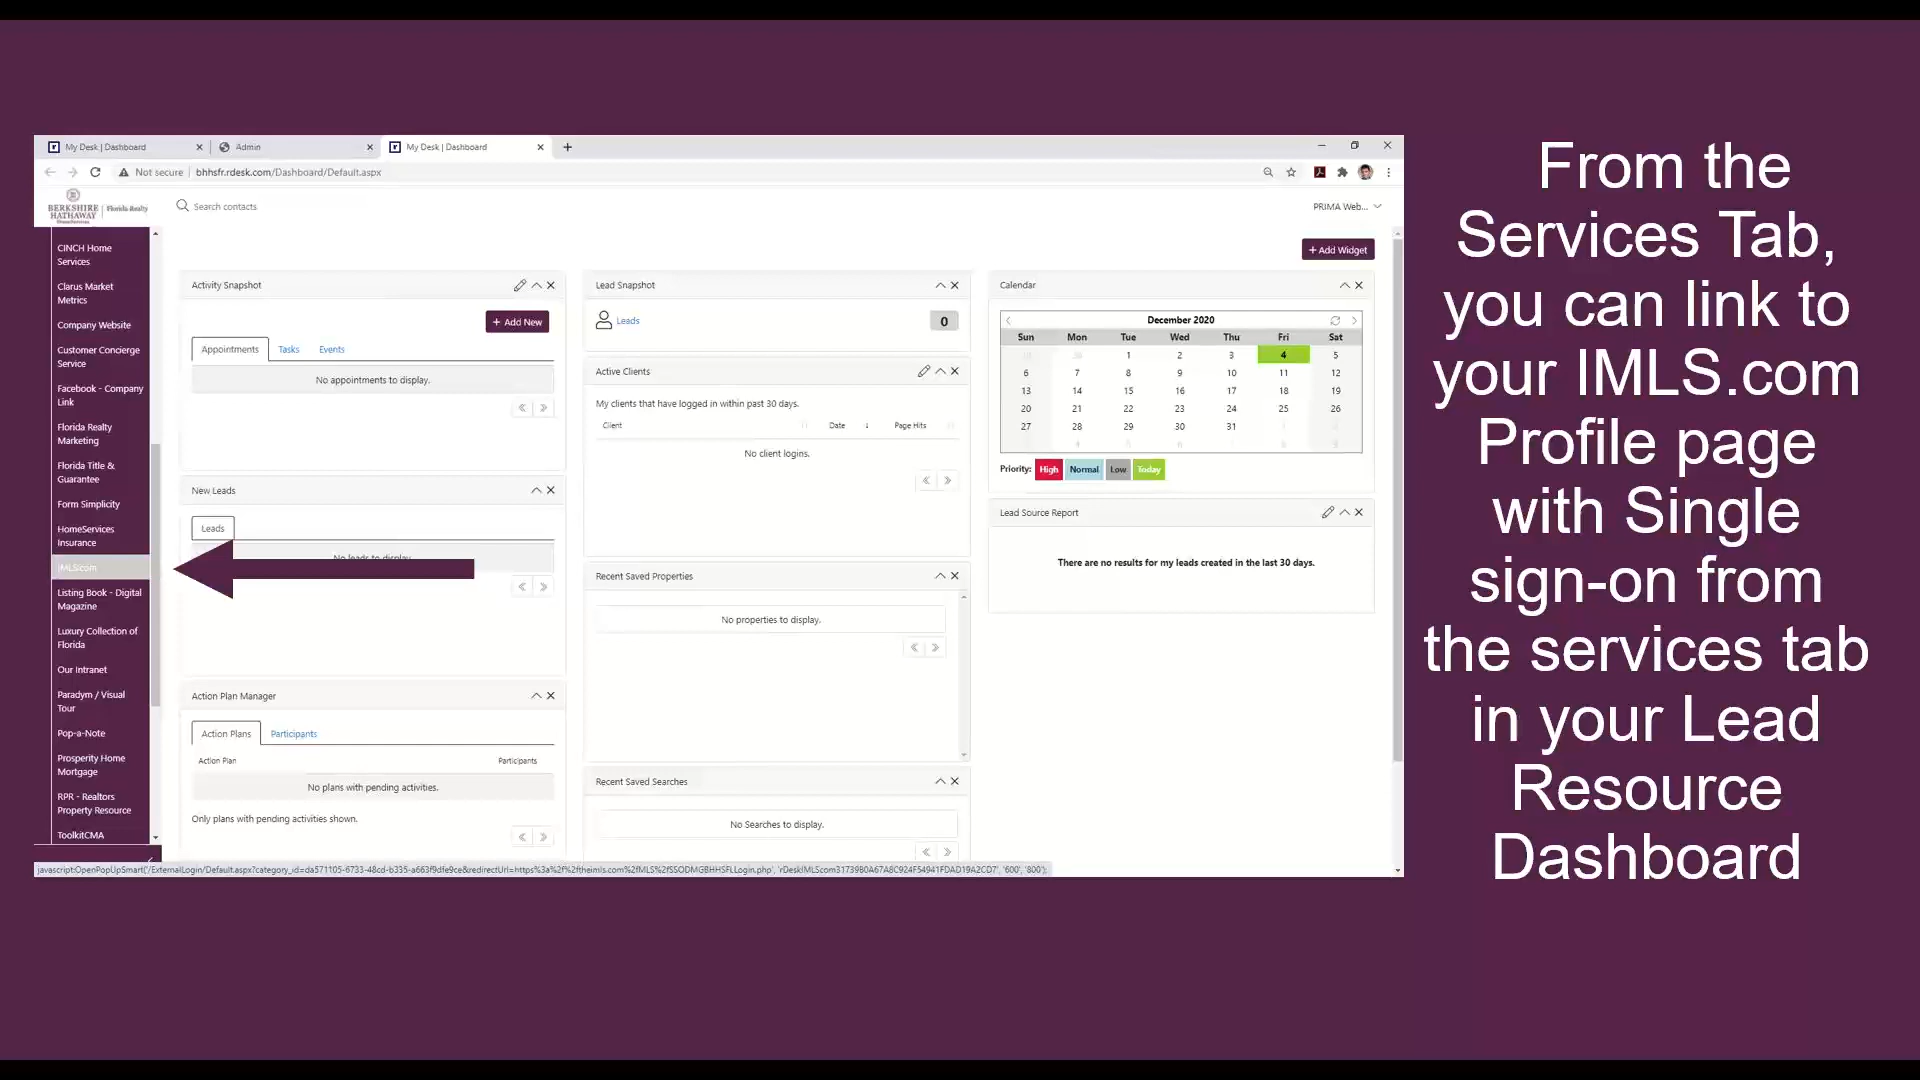 My Desk | Dashboard
Admin
My Desk | Dashboard
Not secure
bhhsfr.rdesk.com/Dashboard/Default.aspx
BERKSHIRE
HATHAWAY
HomeServices
Florida Realty
Search contacts
PRIMA Web...
+ Add Widget
CINCH Home
Services
Clarus Market
Metrics
Company Website
Customer Concierge
Service
Facebook - Company
Link
Florida Realty
Marketing
Florida Title &
Guarantee
Form Simplicity
HomeServices
Insurance
IMLS.com
Listing Book - Digital
Magazine
Luxury Collection of
Florida
Our Intranet
Paradym / Visual
Tour
Pop-a-Note
Prosperity Home
Mortgage
RPR - Realtors
Property Resource
ToolkitCMA
Activity Snapshot
+ Add New
Appointments Tasks Events
No appointments to display.
New Leads
Leads
No leads to display.
Action Plan Manager
Action Plans Participants
Action Plan Participants
No plans with pending activities.
Only plans with pending activities shown.
Lead Snapshot
Leads 0
Active Clients
My clients that have logged in within past 30 days.
Client Date Page Hits
No client logins.
Recent Saved Properties
No properties to display.
Recent Saved Searches
No Searches to display.
Calendar
December 2020
Sun Mon Tue Wed Thu Fri Sat
1 2 3 4 5
6 7 8 9 10 11 12
13 14 15 16 17 18 19
20 21 22 23 24 25 26
27 28 29 30 31
Priority: High Normal Low Today
Lead Source Report
There are no results for my leads created in the last 30 days.
From the
Services Tab,
you can link to
your IMLS.com
Profile page
with Single
sign-on from
the services tab
in your Lead
Resource
Dashboard